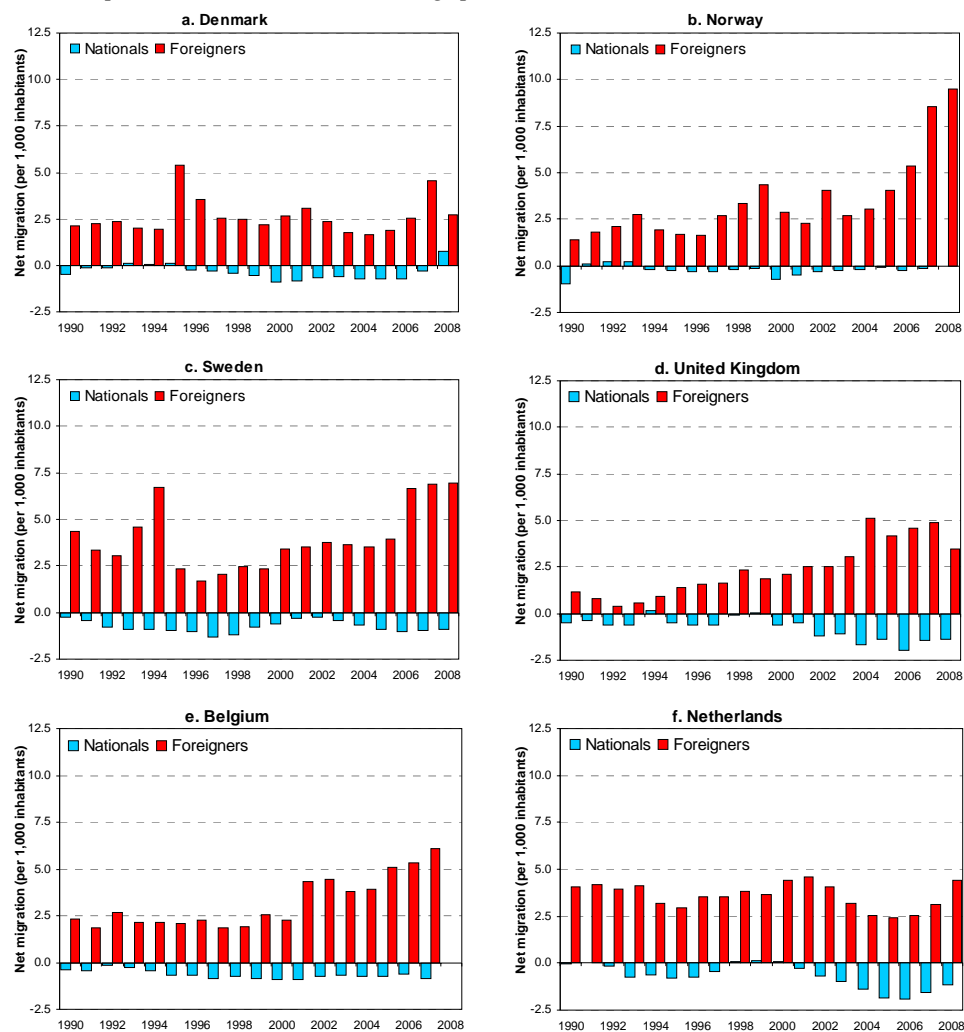 a. Denmark
Net migration (per 1,000 inhabitants)
12.5
10.0
7.5
5.0
2.5
0.0
-2.5
Nationals Foreigners
1990 1992 1994 1996 1998 2000 2002 2004 2006 2008
b. Norway
Net migration (per 1,000 inhabitants)
12.5
10.0
7.5
5.0
2.5
0.0
-2.5
Nationals Foreigners
1990 1992 1994 1996 1998 2000 2002 2004 2006 2008
c. Sweden
Net migration (per 1,000 inhabitants)
12.5
10.0
7.5
5.0
2.5
0.0
-2.5
Nationals Foreigners
1990 1992 1994 1996 1998 2000 2002 2004 2006 2008
d. United Kingdom
Net migration (per 1,000 inhabitants)
12.5
10.0
7.5
5.0
2.5
0.0
-2.5
Nationals Foreigners
1990 1992 1994 1996 1998 2000 2002 2004 2006 2008
e. Belgium
Net migration (per 1,000 inhabitants)
12.5
10.0
7.5
5.0
2.5
0.0
-2.5
Nationals Foreigners
1990 1992 1994 1996 1998 2000 2002 2004 2006 2008
f. Netherlands
Net migration (per 1,000 inhabitants)
12.5
10.0
7.5
5.0
2.5
0.0
-2.5
Nationals Foreigners
1990 1992 1994 1996 1998 2000 2002 2004 2006 2008